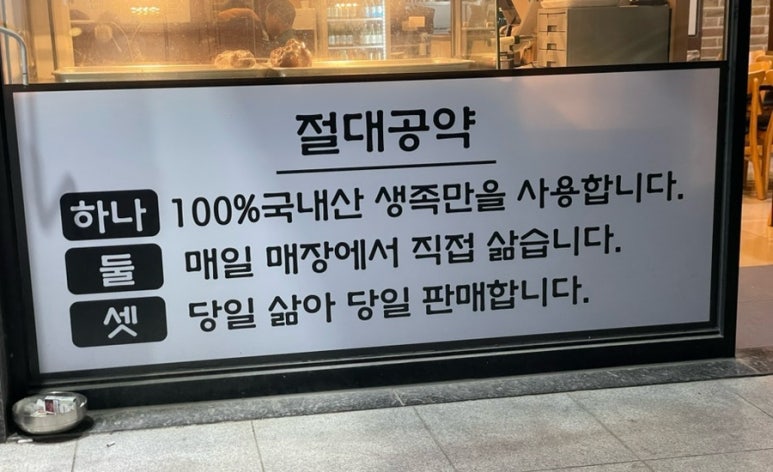 절대공약
하나 100%국내산 생족만을 사용합니다.
둘 매일 매장에서 직접 삶습니다.
셋 당일 삶아 당일 판매합니다.